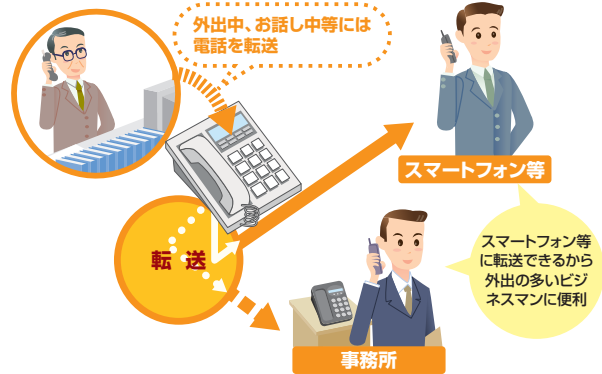 外出中、お話し中等には
電話を転送
スマートフォン等
転送
スマートフォン等
に転送できるから
外出の多いビジ
ネスマンに便利
事務所